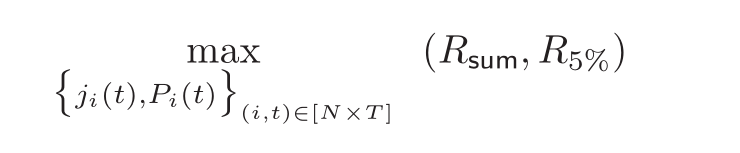 max (R_sum, R_5%)
{j_i(t),P_i(t)}_(i,t)∈[N×T]